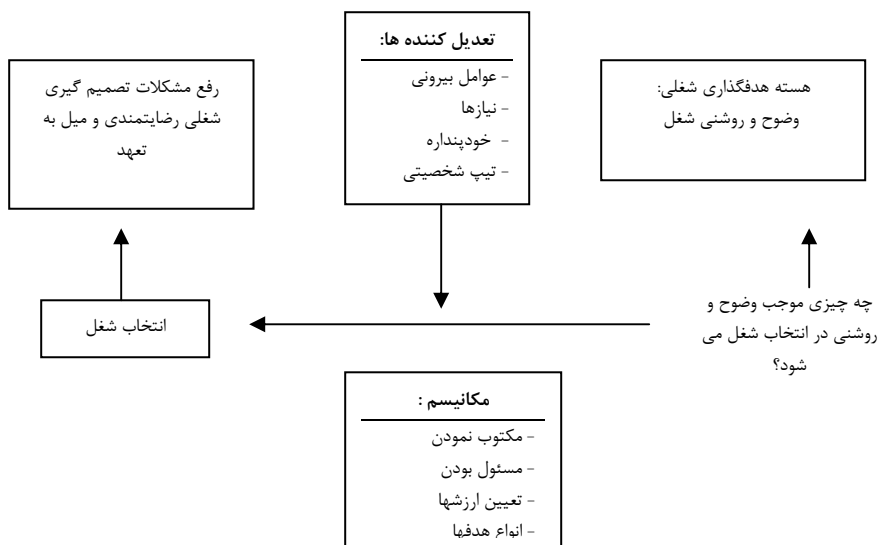 هسته هدفگذاری شغلی:
وضوح و روشنی شغل
چه چیزی موجب وضوح و
روشنی در انتخاب شغل می
شود؟
تعدیل کننده ها:
- عوامل بیرونی
- نیازها
- خودپنداره
- تیپ شخصیتی
مکانیسم :
- مکتوب نمودن
- مسئول بودن
- تعیین ارزشها
- انواع هدفها
انتخاب شغل
رفع مشکلات تصمیم گیری
شغلی رضایتمندی و میل به
تعهد